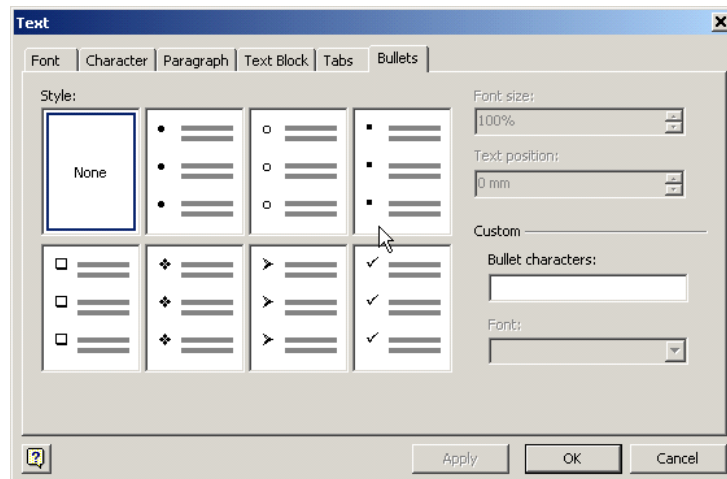 Text
Font Character Paragraph Text Block Tabs Bullets
Style:
None
Font size:
100%
Text position:
0 mm
Custom
Bullet characters:
Font:
Apply OK Cancel